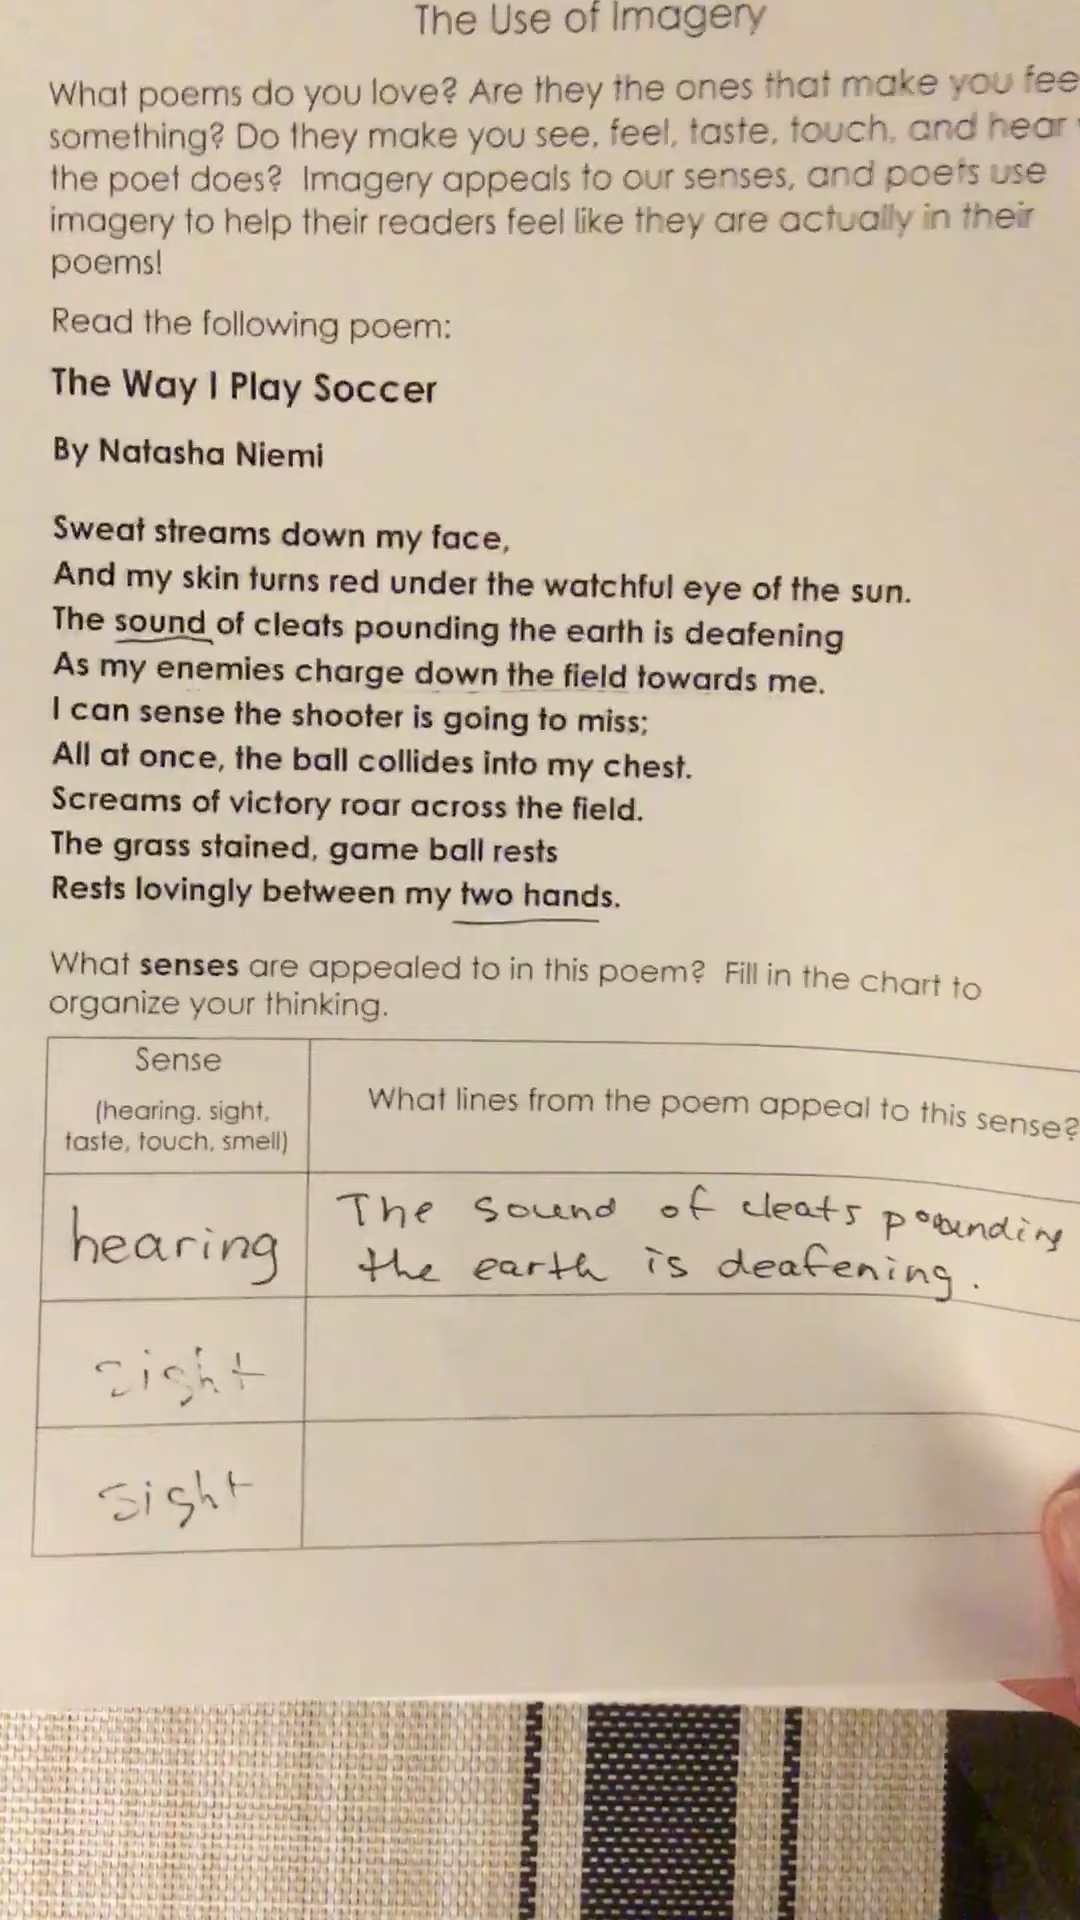 The Use of Imagery
What poems do you love? Are they the ones that make you fee
something? Do they make you see, feel, taste, touch, and hear
the poet does? Imagery appeals to our senses, and poets use
imagery to help their readers feel like they are actually in their
poems!
Read the following poem:
The Way I Play Soccer
By Natasha Niemi
Sweat streams down my face,
And my skin turns red under the watchful eye of the sun.
The sound of cleats pounding the earth is deafening
As my enemies charge down the field towards me.
I can sense the shooter is going to miss;
All at once, the ball collides into my chest.
Screams of victory roar across the field.
The grass stained, game ball rests
Rests lovingly between my two hands.
What senses are appealed to in this poem? Fill in the chart to
organize your thinking.
Sense
(hearing, sight,
taste, touch, smell)
What lines from the poem appeal to this sense?
hearing
The sound of cleats pounding
the earth is deafening.
sight
sight